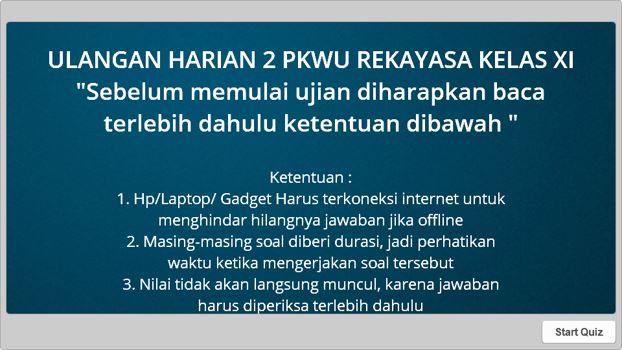 ULANGAN HARIAN 2 PKWU REKAYASA KELAS XI
"Sebelum memulai ujian diharapkan baca
terlebih dahulu ketentuan dibawah "
Ketentuan :
1. Hp/Laptop/ Gadget Harus terkoneksi internet untuk
menghindar hilangnya jawaban jika offline
2. Masing-masing soal diberi durasi, jadi perhatikan
waktu ketika mengerjakan soal tersebut
3. Nilai tidak akan langsung muncul, karena jawaban
harus diperiksa terlebih dahulu
Start Quiz